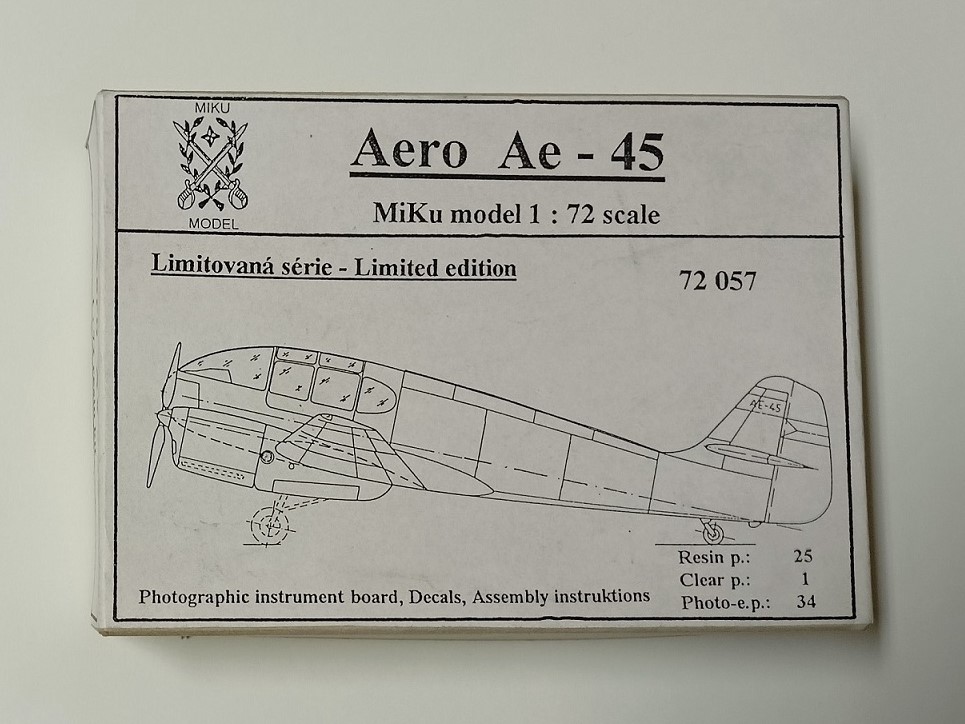 MIKU
MODEL
Aero Ae - 45
MiKu model 1 : 72 scale
Limitovaná série - Limited edition
72 057
AE-45
Resin p.: 25
Clear p.: 1
Photo-e.p.: 34
Photographic instrument board, Decals, Assembly instruktions